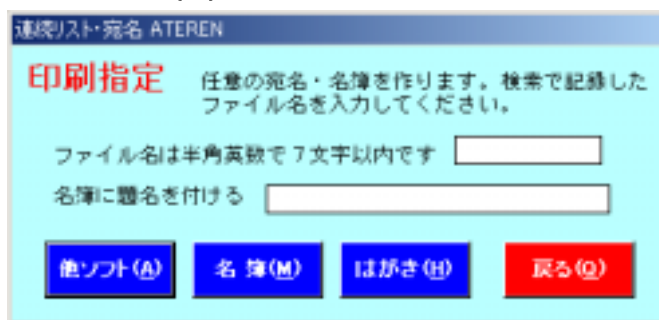 連続リスト・宛名 ATEREN
印刷指定
任意の宛名・名簿を作ります。検索で記録した
ファイル名を入力してください。
ファイル名は半角英数で7文字以内です
名簿に題名を付ける
他ソフト(A) 名 簿(M) はがき(H) 戻る(Q)